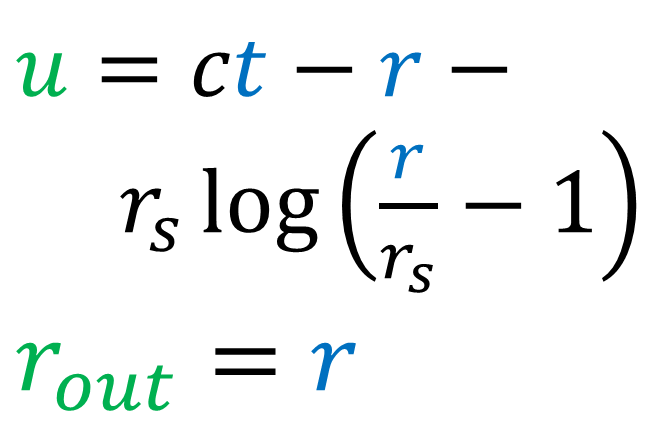 u = ct − r −
r_s log(r/r_s − 1)
r_out = r